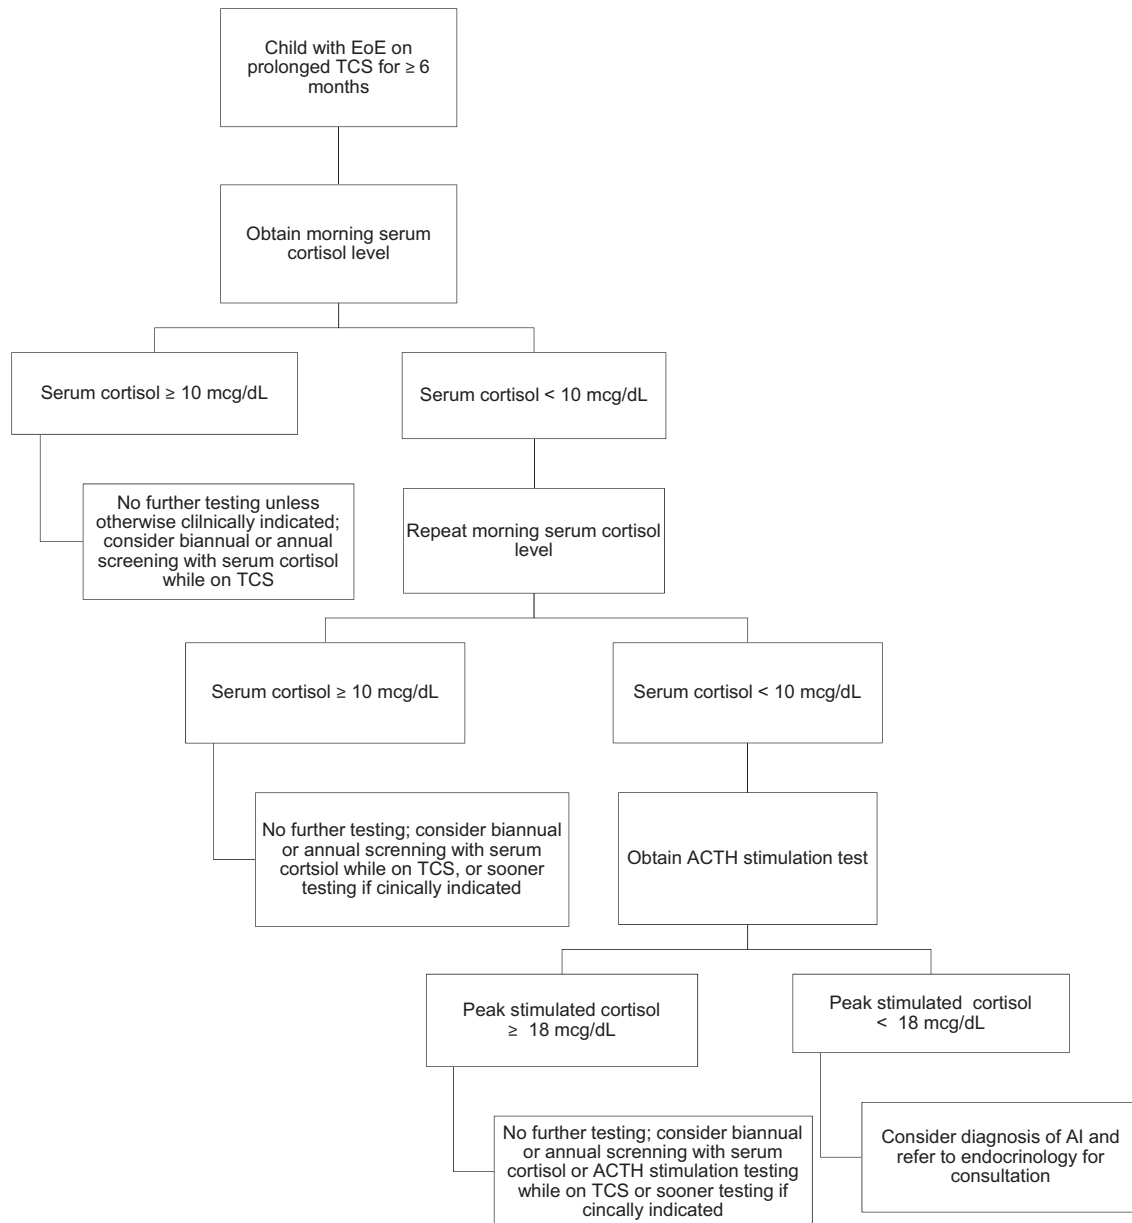 Child with EoE on
prolonged TCS for ≥ 6
months
Obtain morning serum
cortisol level
Serum cortisol ≥ 10 mcg/dL
Serum cortisol < 10 mcg/dL
No further testing unless
otherwise clilnically indicated;
consider biannual or annual
screening with serum cortisol
while on TCS
Repeat morning serum cortisol
level
Serum cortisol ≥ 10 mcg/dL
Serum cortisol < 10 mcg/dL
No further testing; consider biannual
or annual screnning with serum
cortsiol while on TCS, or sooner
testing if cinically indicated
Obtain ACTH stimulation test
Peak stimulated cortisol
≥ 18 mcg/dL
Peak stimulated cortisol
< 18 mcg/dL
No further testing; consider biannual
or annual screnning with serum
cortisol or ACTH stimulation testing
while on TCS or sooner testing if
cincally indicated
Consider diagnosis of AI and
refer to endocrinology for
consultation